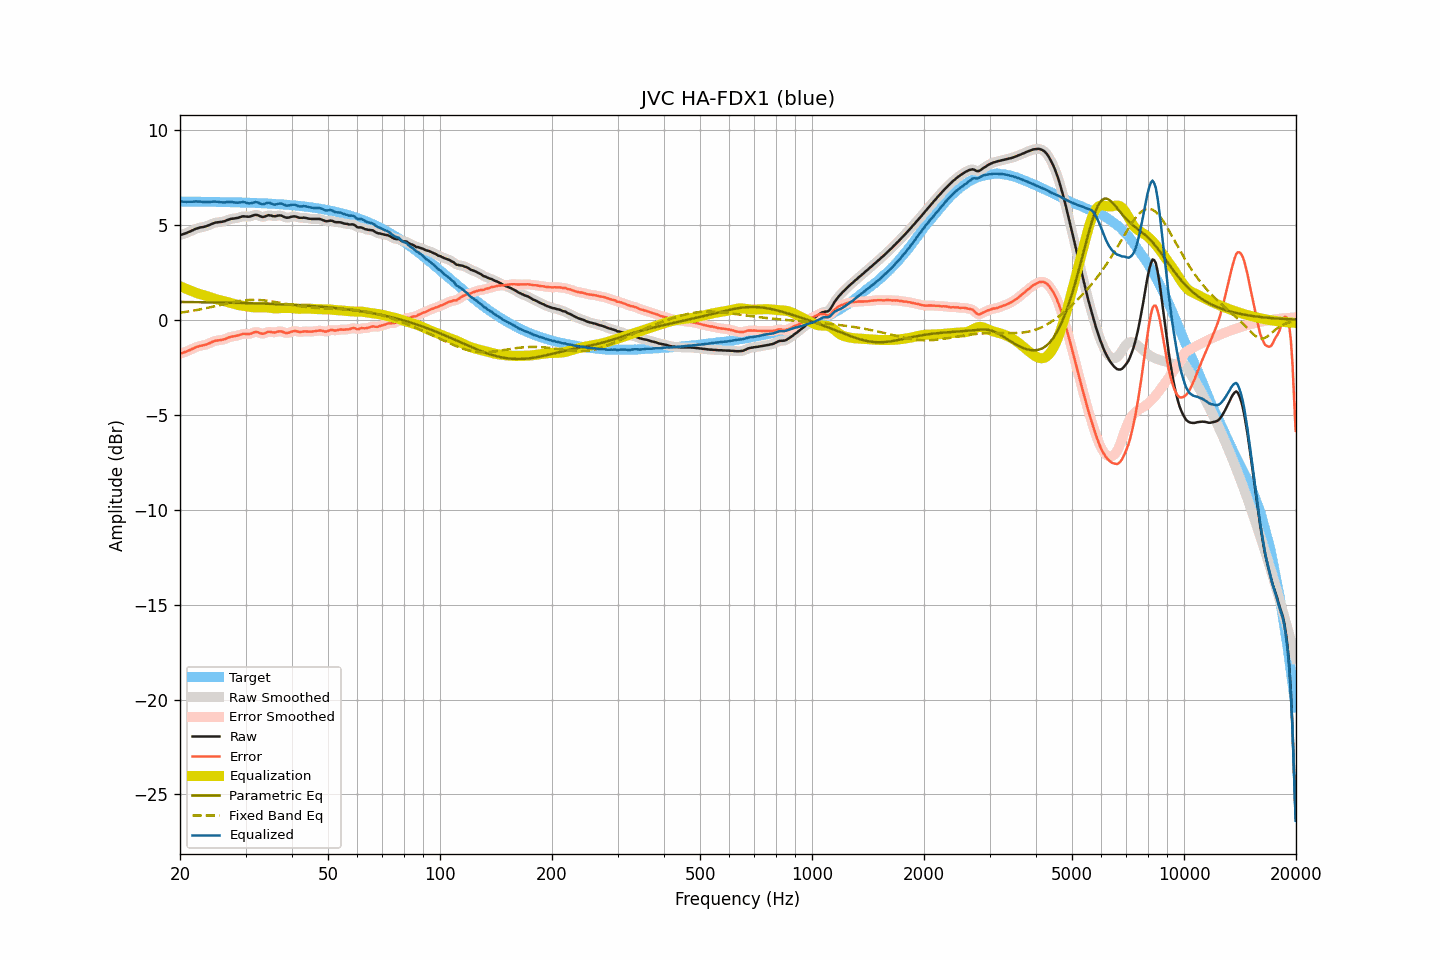 JVC HA-FDX1 (blue)
10
5
0
−5
−10
−15
−20
−25
Amplitude (dBr)
Target
Raw Smoothed
Error Smoothed
Raw
Error
Equalization
Parametric Eq
Fixed Band Eq
Equalized
20 50 100 200 500 1000 2000 5000 10000 20000
Frequency (Hz)